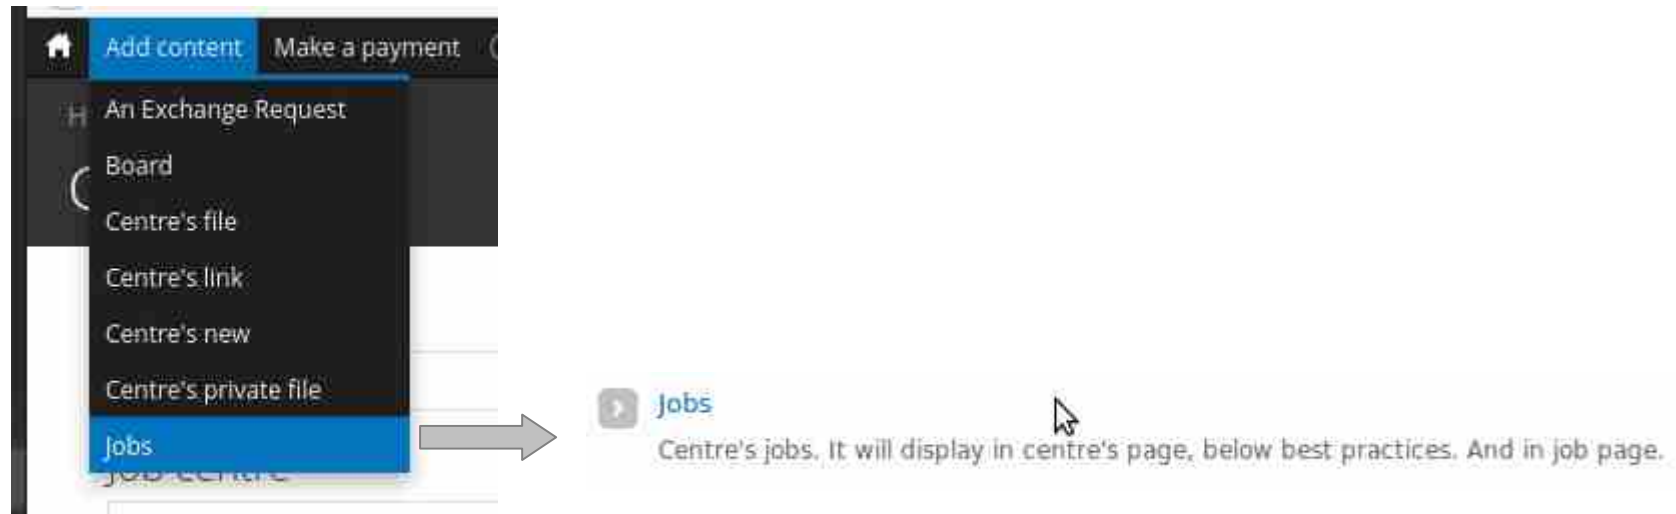 Add content Make a payment
H
An Exchange Request
Board
Centre's file
Centre's link
Centre's new
Centre's private file
Jobs
Jobs
Centre's jobs. It will display in centre's page, below best practices. And in job page.